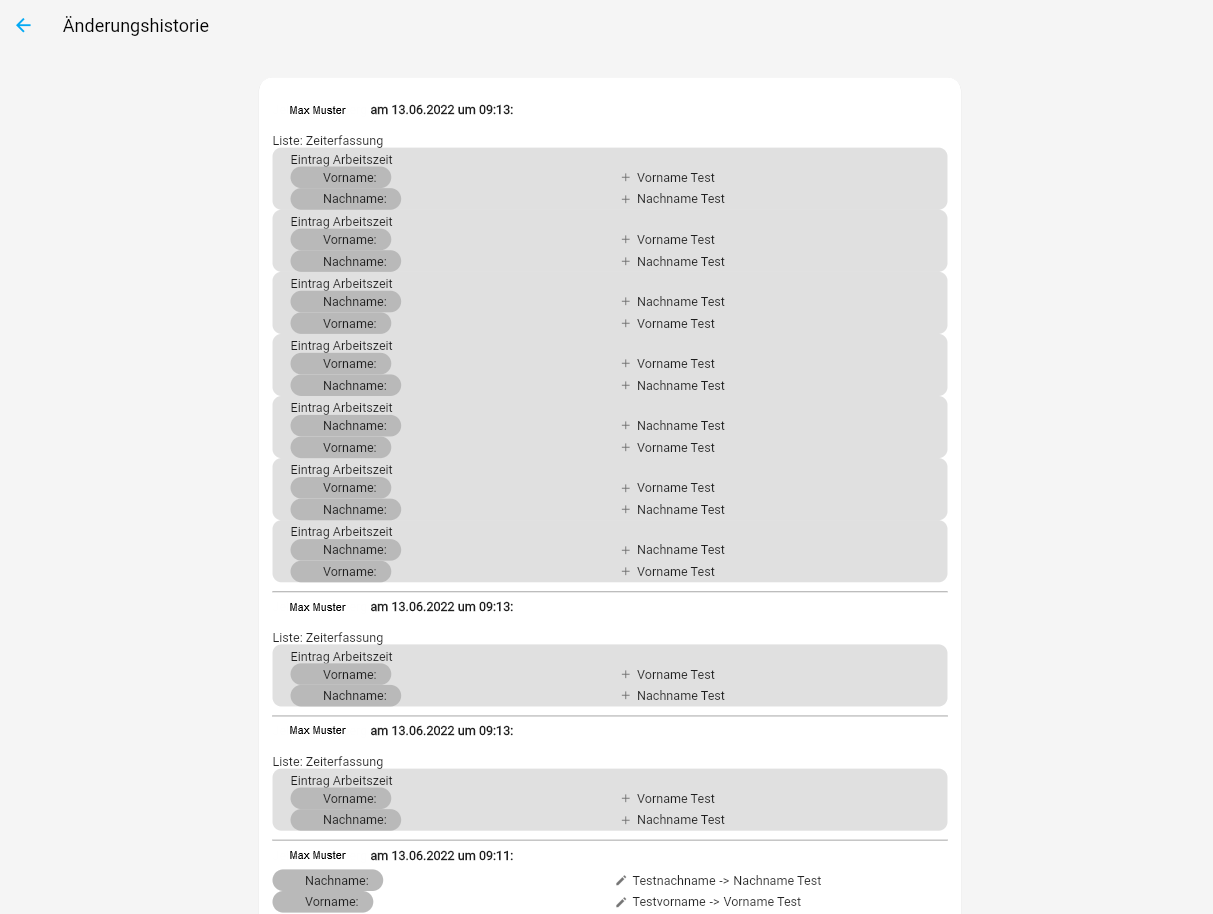 Änderungshistorie
Max Muster am 13.06.2022 um 09:13:
Liste: Zeiterfassung
Eintrag Arbeitszeit
Vorname: + Vorname Test
Nachname: + Nachname Test
Eintrag Arbeitszeit
Vorname: + Vorname Test
Nachname: + Nachname Test
Eintrag Arbeitszeit
Nachname: + Nachname Test
Vorname: + Vorname Test
Eintrag Arbeitszeit
Vorname: + Vorname Test
Nachname: + Nachname Test
Eintrag Arbeitszeit
Nachname: + Nachname Test
Vorname: + Vorname Test
Eintrag Arbeitszeit
Vorname: + Vorname Test
Nachname: + Nachname Test
Eintrag Arbeitszeit
Nachname: + Nachname Test
Vorname: + Vorname Test
Max Muster am 13.06.2022 um 09:13:
Liste: Zeiterfassung
Eintrag Arbeitszeit
Vorname: + Vorname Test
Nachname: + Nachname Test
Max Muster am 13.06.2022 um 09:13:
Liste: Zeiterfassung
Eintrag Arbeitszeit
Vorname: + Vorname Test
Nachname: + Nachname Test
Max Muster am 13.06.2022 um 09:11:
Nachname: Testnachname -> Nachname Test
Vorname: Testvorname -> Vorname Test